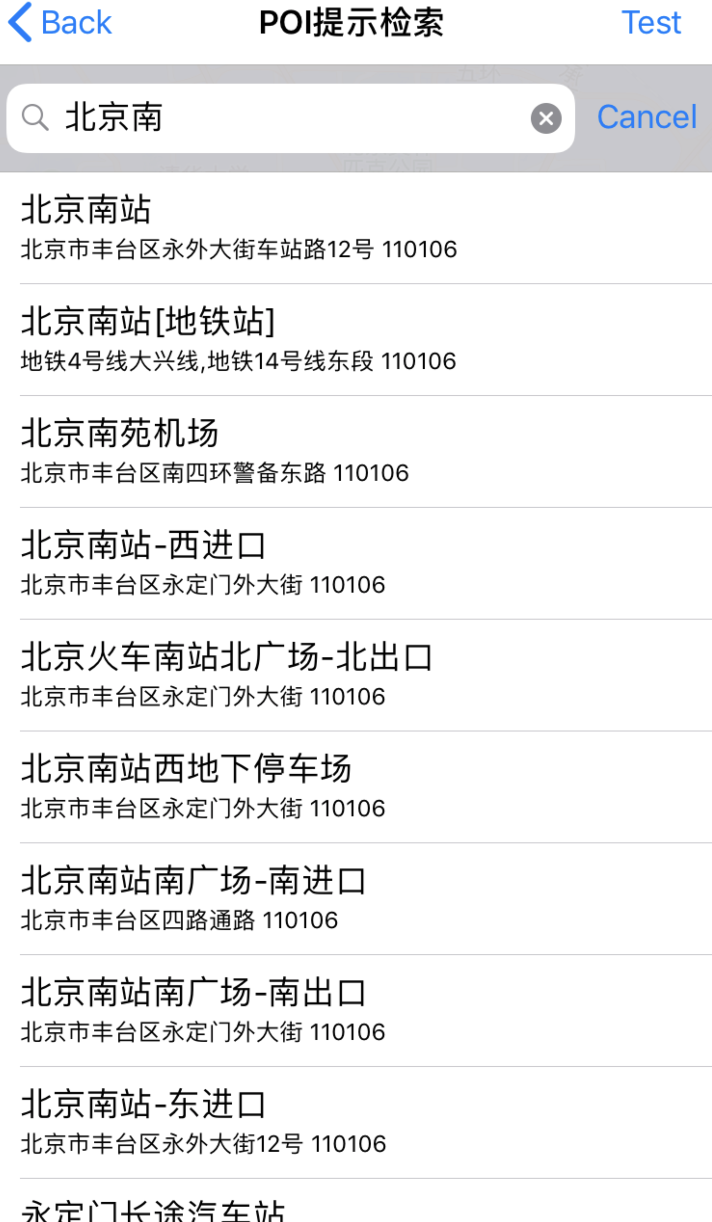 Back
POI提示检索
Test
北京南
Cancel
北京南站
北京市丰台区永外大街车站路12号 110106
北京南站[地铁站]
地铁4号线大兴线,地铁14号线东段 110106
北京南苑机场
北京市丰台区南四环警备东路 110106
北京南站-西进口
北京市丰台区永定门外大街 110106
北京火车南站北广场-北出口
北京市丰台区永定门外大街 110106
北京南站西地下停车场
北京市丰台区永定门外大街 110106
北京南站南广场-南进口
北京市丰台区四路通路 110106
北京南站南广场-南出口
北京市丰台区永定门外大街 110106
北京南站-东进口
北京市丰台区永外大街12号 110106
永定门长途汽车站